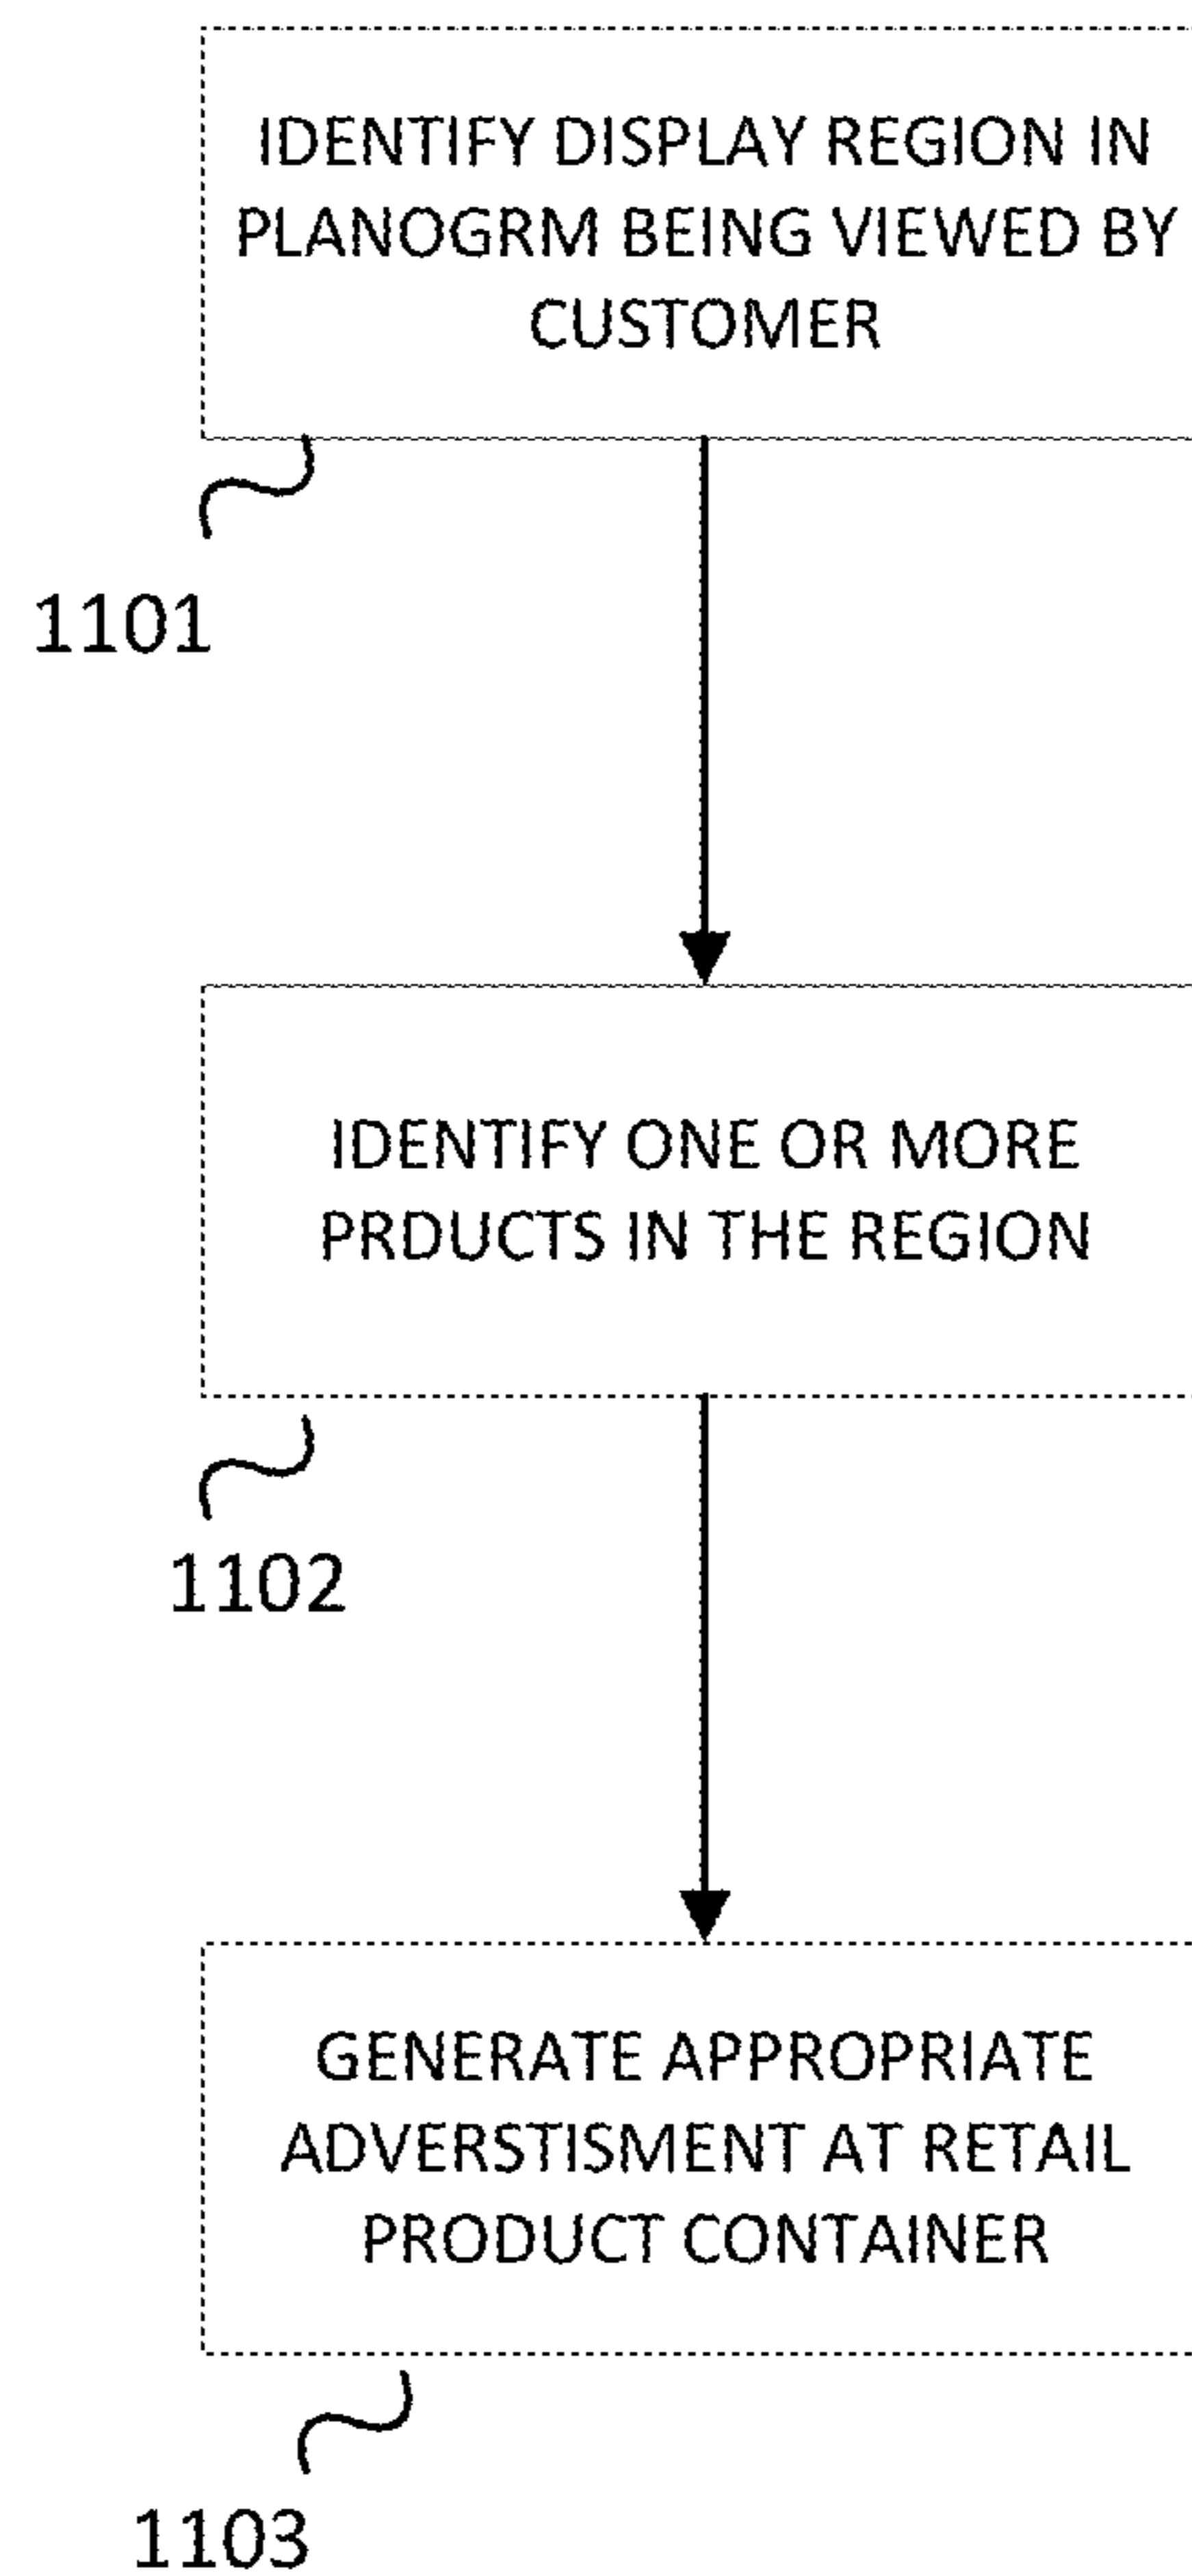 IDENTIFY DISPLAY REGION IN
PLANOGRM BEING VIEWED BY
CUSTOMER
1101
IDENTIFY ONE OR MORE
PRDUCTS IN THE REGION
1102
GENERATE APPROPRIATE
ADVERSTISMENT AT RETAIL
PRODUCT CONTAINER
1103